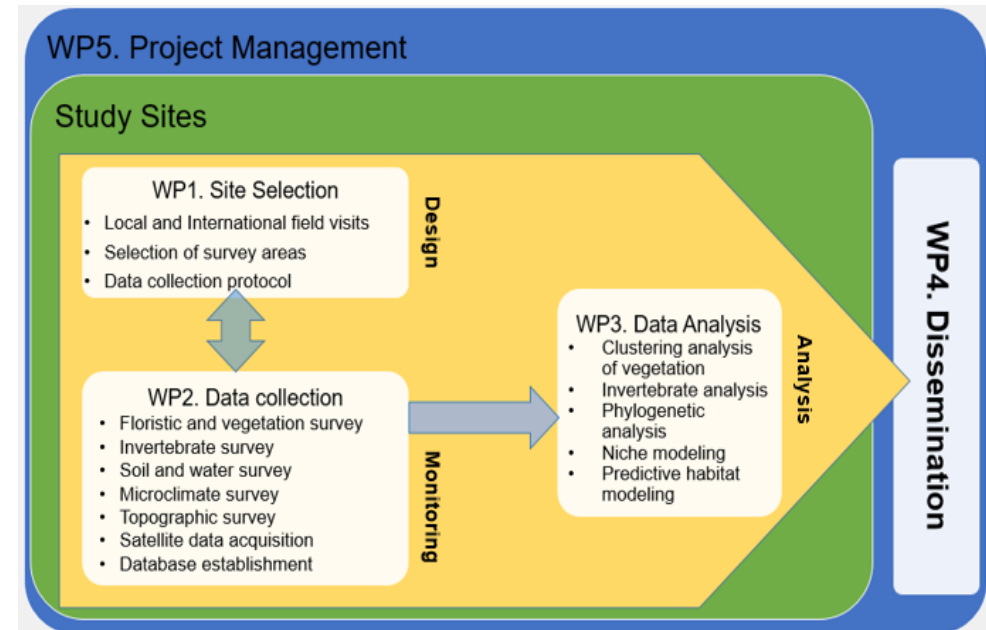 WP5. Project Management
Study Sites
WP1. Site Selection
• Local and International field visits
• Selection of survey areas
• Data collection protocol
Design
WP2. Data collection
• Floristic and vegetation survey
• Invertebrate survey
• Soil and water survey
• Microclimate survey
• Topographic survey
• Satellite data acquisition
• Database establishment
Monitoring
WP3. Data Analysis
• Clustering analysis
of vegetation
• Invertebrate analysis
• Phylogenetic
analysis
• Niche modeling
• Predictive habitat
modeling
Analysis
WP4. Dissemination